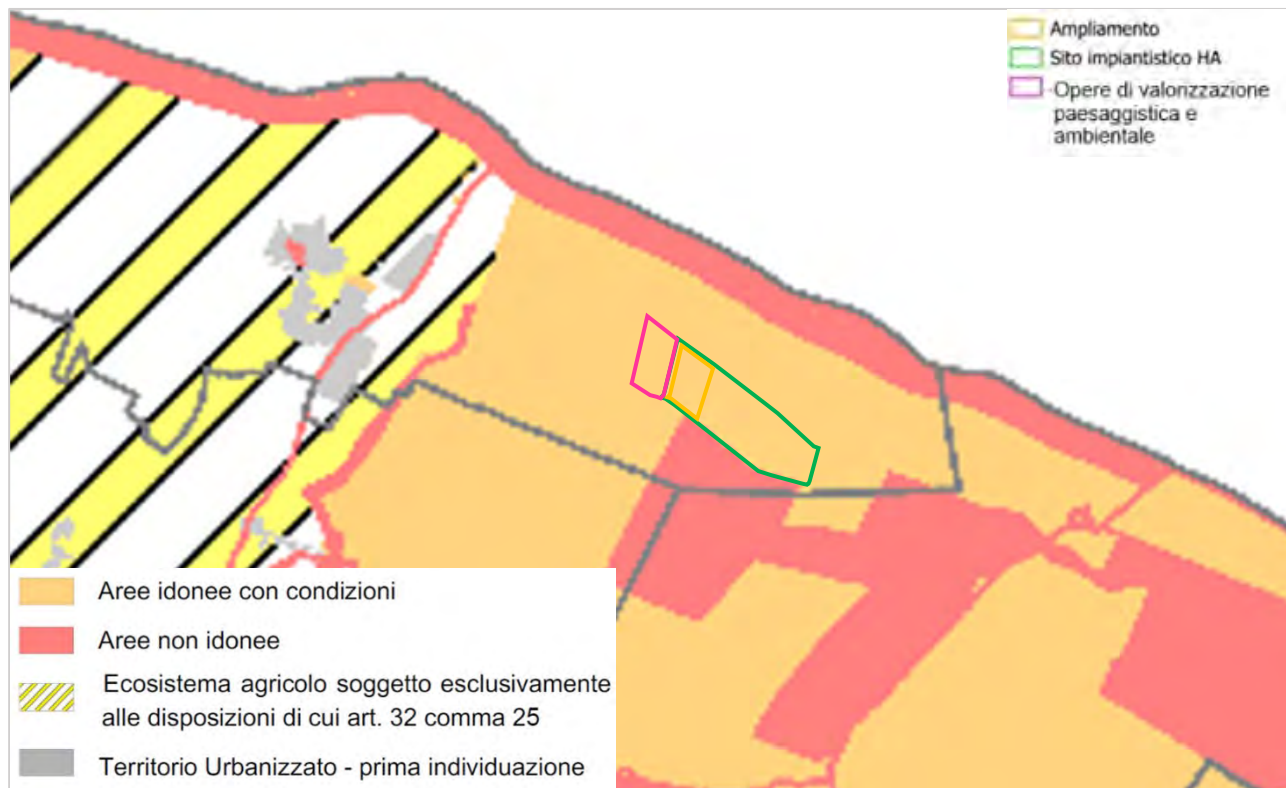 Ampliamento
Sito impiantistico HA
Opere di valorizzazione
paesaggistica e
ambientale
Aree idonee con condizioni
Aree non idonee
Ecosistema agricolo soggetto esclusivamente
alle disposizioni di cui art. 32 comma 25
Territorio Urbanizzato - prima individuazione